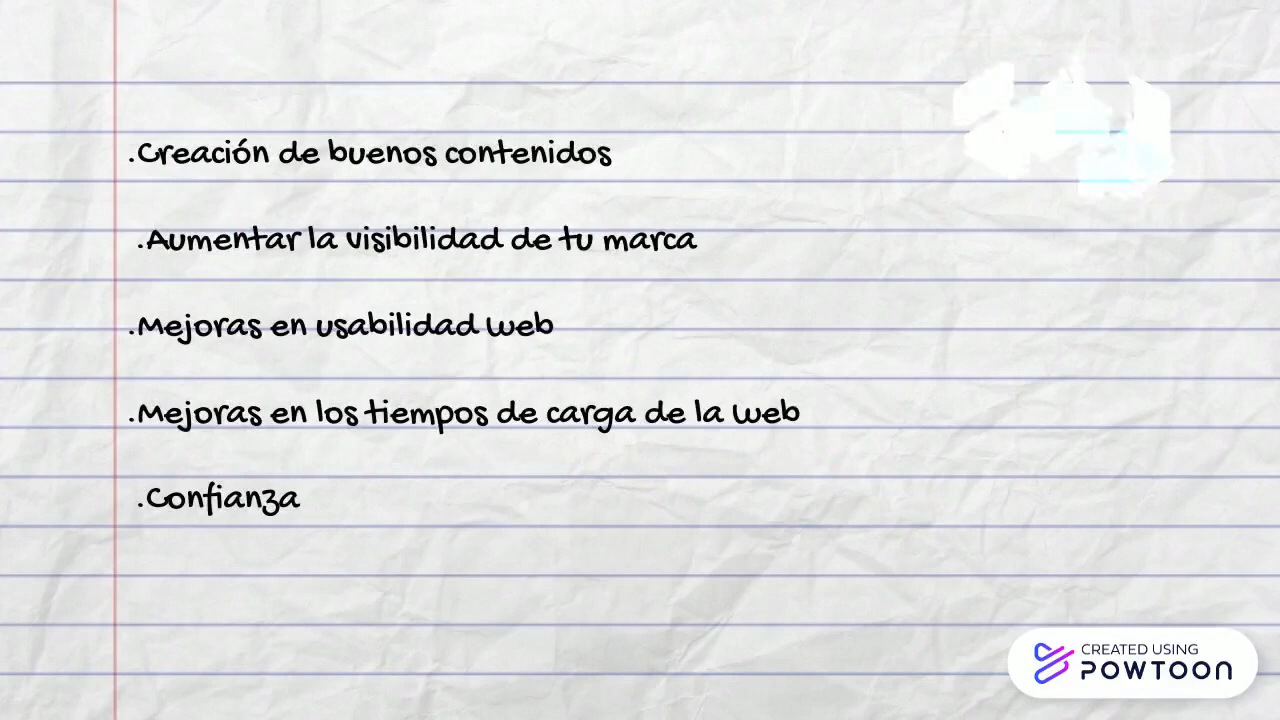 .Creación de buenos contenidos
.Aumentar la visibilidad de tu marca
.Mejoras en usabilidad web
.Mejoras en los tiempos de carga de la web
.Confianza
CREATED USING
POWTOON